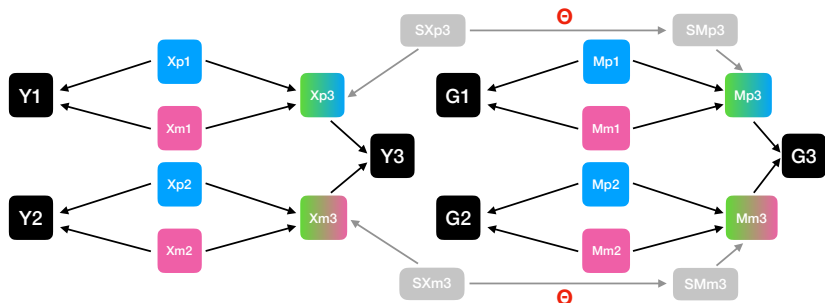 Θ
SXp3 SMp3
Xp1 Mp1
Y1 Xp3 G1 Mp3
Xm1 Mm1
Y3 G3
Xp2 Mp2
Y2 Xm3 G2 Mm3
Xm2 Mm2
SXm3 SMm3
Θ